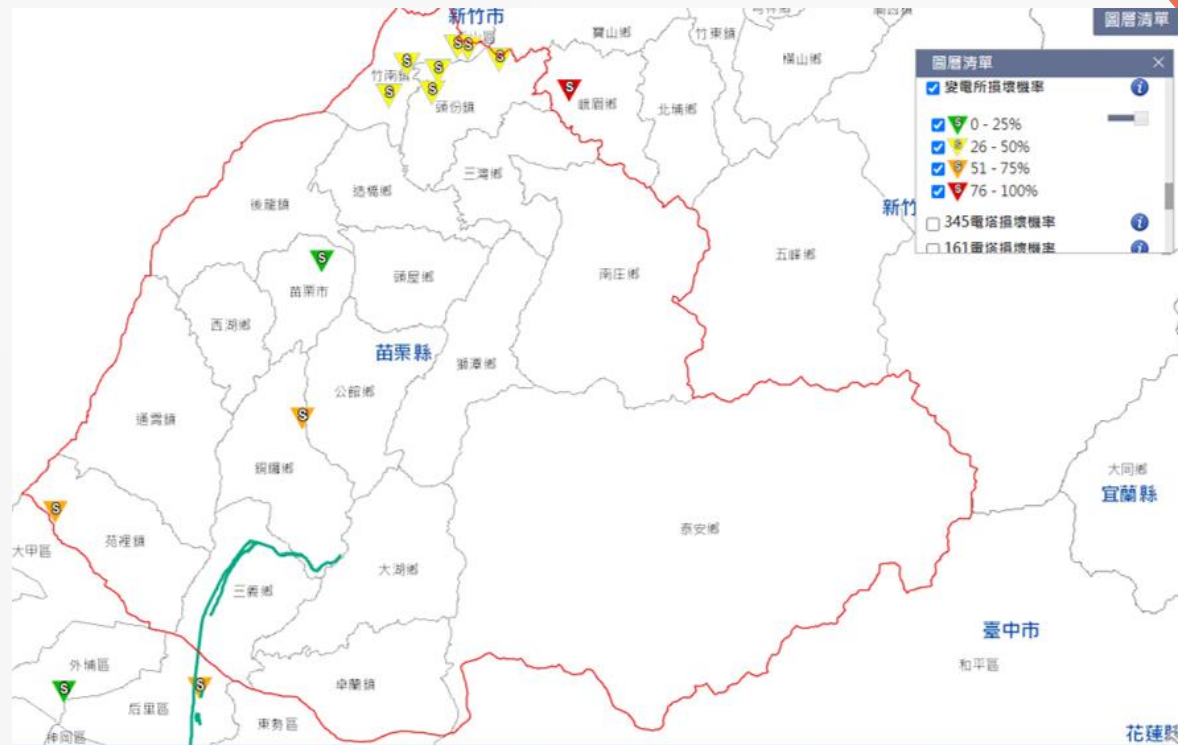 新竹市
山區
寶山鄉
竹東鎮
橫山鄉
圖層清單
竹南鎮
頭份鎮
峨眉鄉
北埔鄉
圖層清單
變電所損壞機率
S 0 - 25%
S 26 - 50%
S 51 - 75%
S 76 - 100%
345電塔損壞機率
161電塔損壞機率
三灣鄉
造橋鄉
後龍鎮
新竹
五峰鄉
南庄鄉
頭屋鄉
苗栗市
西湖鄉
苗栗縣
獅潭鄉
公館鄉
通霄鎮
銅鑼鄉
大同鄉
宜蘭縣
泰安鄉
苑裡鎮
大甲區
大湖鄉
三義鄉
臺中市
和平區
外埔區
卓蘭鎮
后里區
東勢區
神岡區
花蓮縣